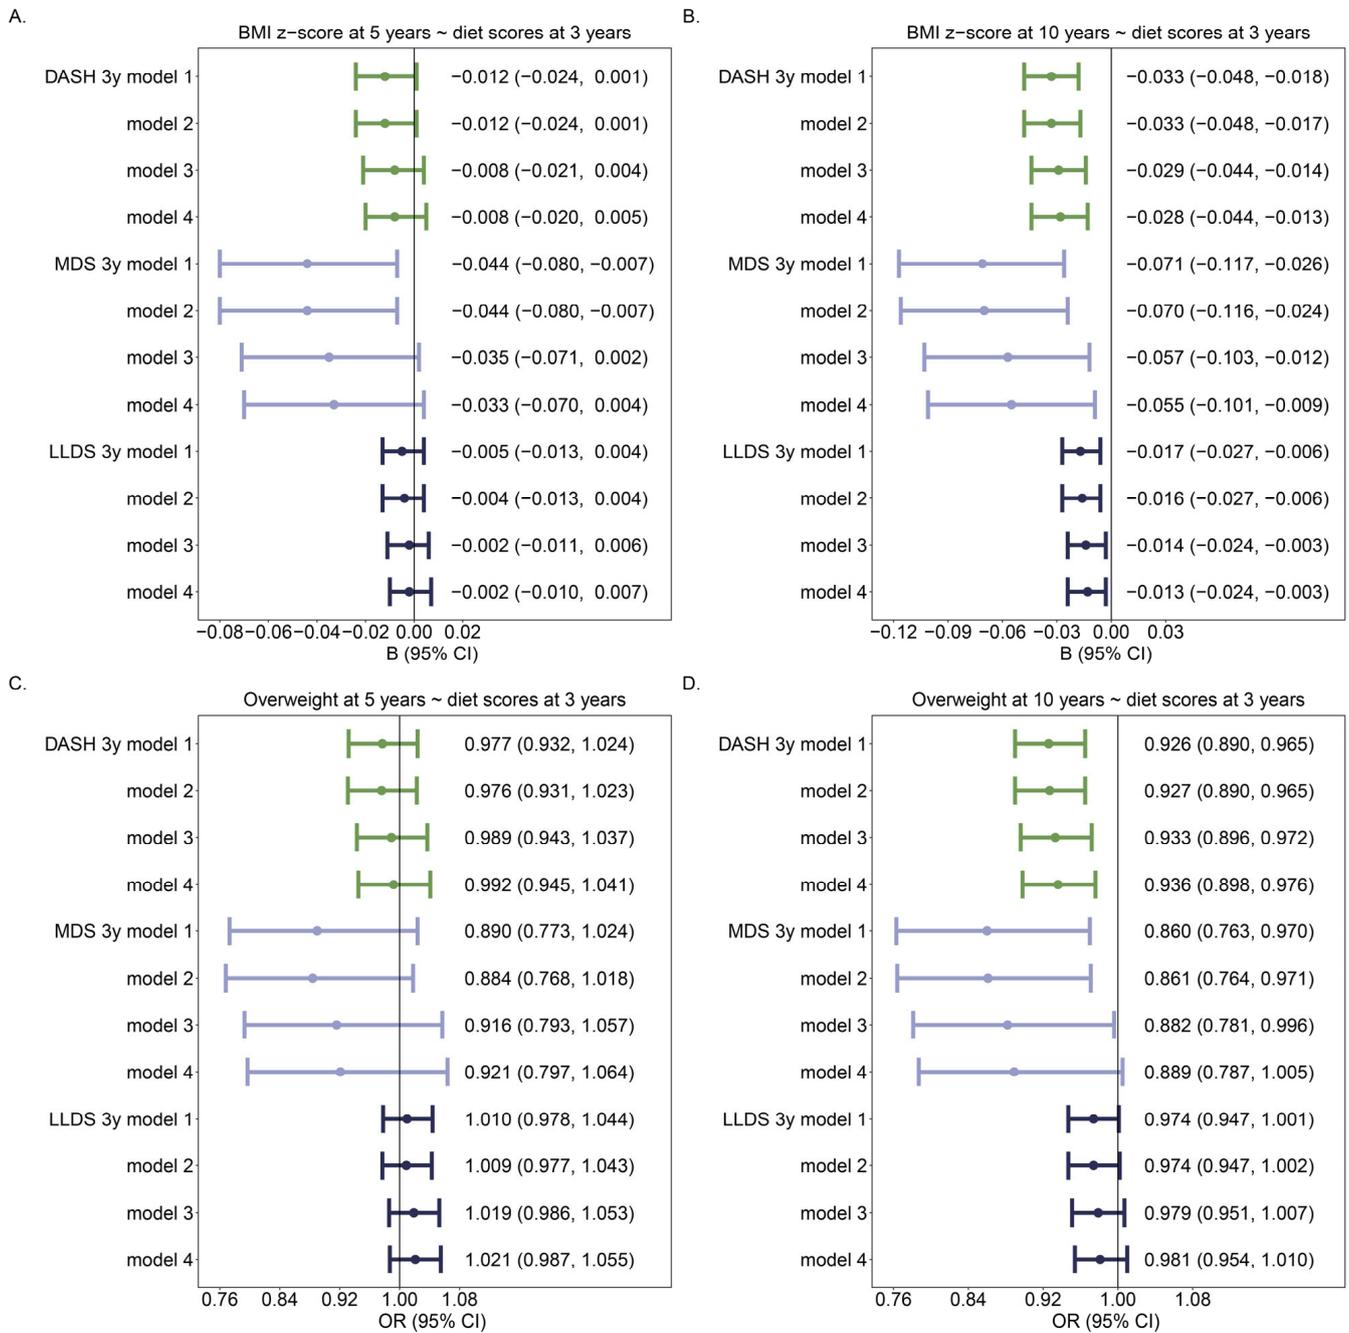 A.
BMI z−score at 5 years ~ diet scores at 3 years
DASH 3y model 1 −0.012 (−0.024, 0.001)
model 2 −0.012 (−0.024, 0.001)
model 3 −0.008 (−0.021, 0.004)
model 4 −0.008 (−0.020, 0.005)
MDS 3y model 1 −0.044 (−0.080, −0.007)
model 2 −0.044 (−0.080, −0.007)
model 3 −0.035 (−0.071, 0.002)
model 4 −0.033 (−0.070, 0.004)
LLDS 3y model 1 −0.005 (−0.013, 0.004)
model 2 −0.004 (−0.013, 0.004)
model 3 −0.002 (−0.011, 0.006)
model 4 −0.002 (−0.010, 0.007)
−0.08 −0.06 −0.04 −0.02 0.00 0.02
B (95% CI)
B.
BMI z−score at 10 years ~ diet scores at 3 years
DASH 3y model 1 −0.033 (−0.048, −0.018)
model 2 −0.033 (−0.048, −0.017)
model 3 −0.029 (−0.044, −0.014)
model 4 −0.028 (−0.044, −0.013)
MDS 3y model 1 −0.071 (−0.117, −0.026)
model 2 −0.070 (−0.116, −0.024)
model 3 −0.057 (−0.103, −0.012)
model 4 −0.055 (−0.101, −0.009)
LLDS 3y model 1 −0.017 (−0.027, −0.006)
model 2 −0.016 (−0.027, −0.006)
model 3 −0.014 (−0.024, −0.003)
model 4 −0.013 (−0.024, −0.003)
−0.12 −0.09 −0.06 −0.03 0.00 0.03
B (95% CI)
C.
Overweight at 5 years ~ diet scores at 3 years
DASH 3y model 1 0.977 (0.932, 1.024)
model 2 0.976 (0.931, 1.023)
model 3 0.989 (0.943, 1.037)
model 4 0.992 (0.945, 1.041)
MDS 3y model 1 0.890 (0.773, 1.024)
model 2 0.884 (0.768, 1.018)
model 3 0.916 (0.793, 1.057)
model 4 0.921 (0.797, 1.064)
LLDS 3y model 1 1.010 (0.978, 1.044)
model 2 1.009 (0.977, 1.043)
model 3 1.019 (0.986, 1.053)
model 4 1.021 (0.987, 1.055)
0.76 0.84 0.92 1.00 1.08
OR (95% CI)
D.
Overweight at 10 years ~ diet scores at 3 years
DASH 3y model 1 0.926 (0.890, 0.965)
model 2 0.927 (0.890, 0.965)
model 3 0.933 (0.896, 0.972)
model 4 0.936 (0.898, 0.976)
MDS 3y model 1 0.860 (0.763, 0.970)
model 2 0.861 (0.764, 0.971)
model 3 0.882 (0.781, 0.996)
model 4 0.889 (0.787, 1.005)
LLDS 3y model 1 0.974 (0.947, 1.001)
model 2 0.974 (0.947, 1.002)
model 3 0.979 (0.951, 1.007)
model 4 0.981 (0.954, 1.010)
0.76 0.84 0.92 1.00 1.08
OR (95% CI)